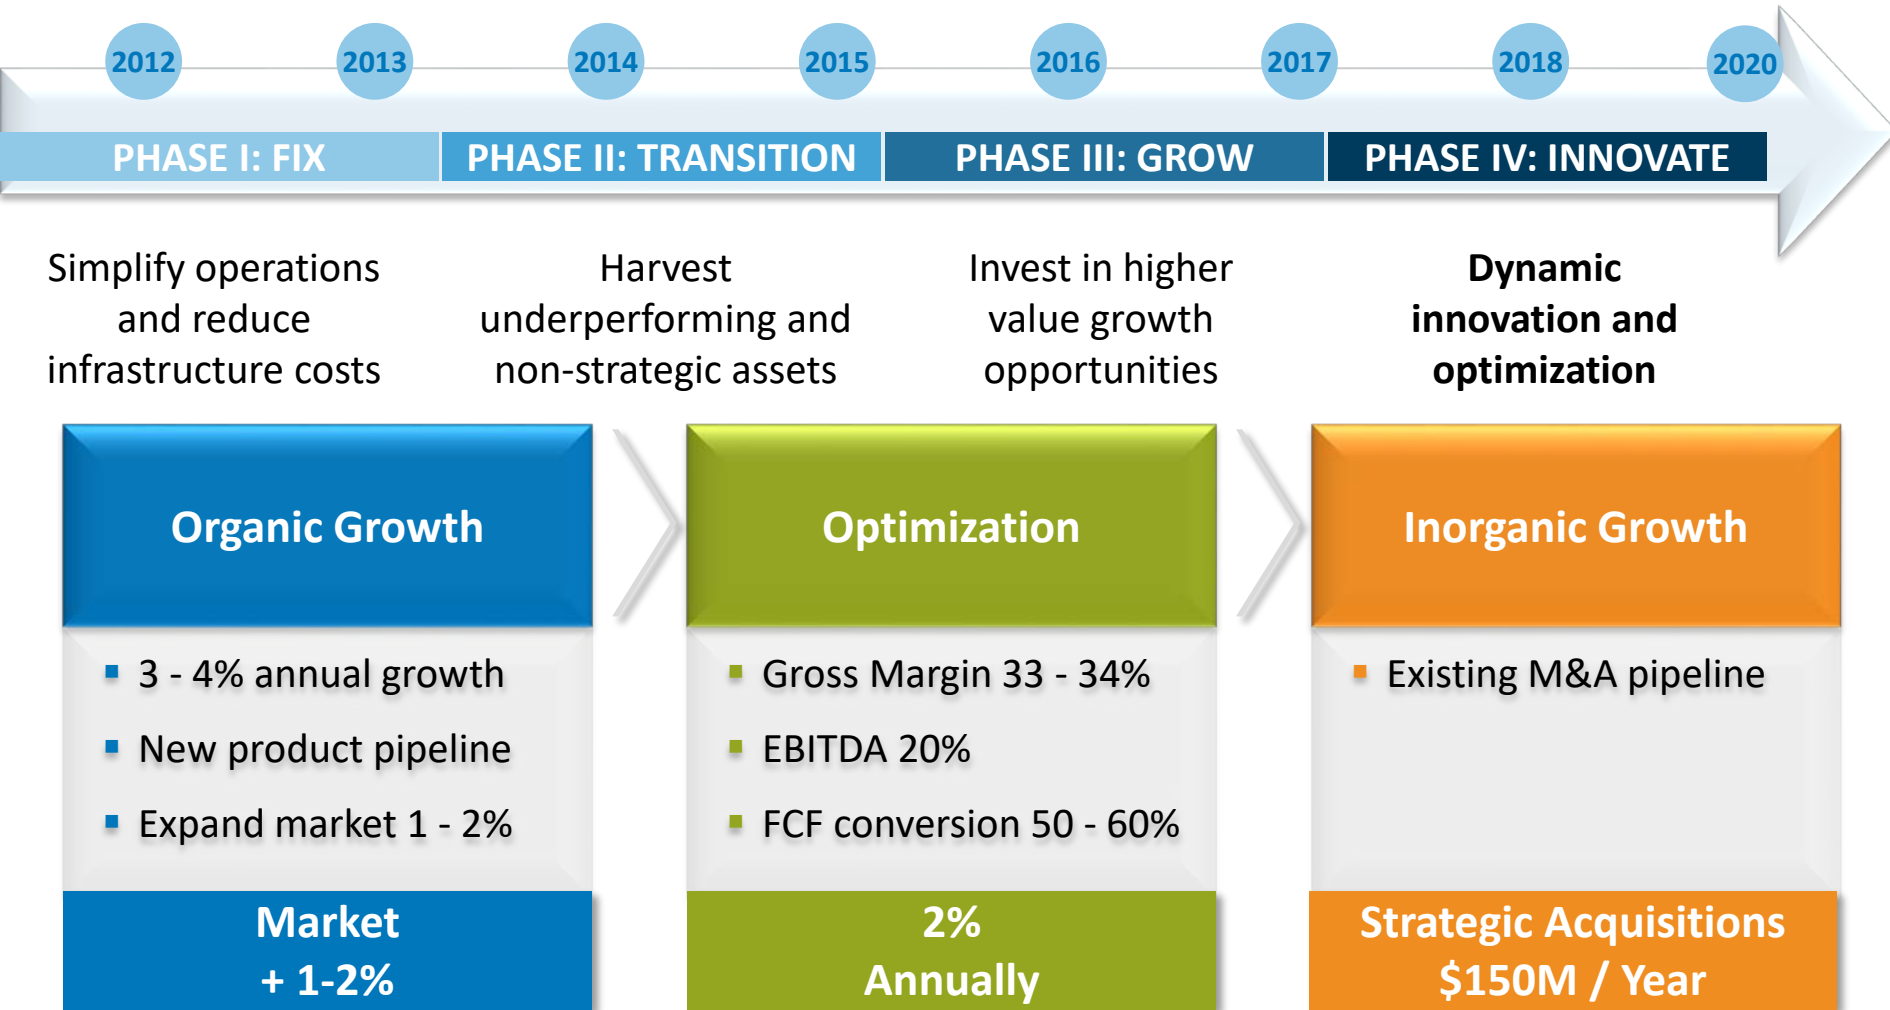 2012 2013 2014 2015 2016 2017 2018 2020
PHASE I: FIX
PHASE II: TRANSITION
PHASE III: GROW
PHASE IV: INNOVATE
Simplify operations
and reduce
infrastructure costs
Harvest
underperforming and
non-strategic assets
Invest in higher
value growth
opportunities
Dynamic
innovation and
optimization
Organic Growth
▪ 3 - 4% annual growth
▪ New product pipeline
▪ Expand market 1 - 2%
Market
+ 1-2%
Optimization
▪ Gross Margin 33 - 34%
▪ EBITDA 20%
▪ FCF conversion 50 - 60%
2%
Annually
Inorganic Growth
▪ Existing M&A pipeline
Strategic Acquisitions
$150M / Year